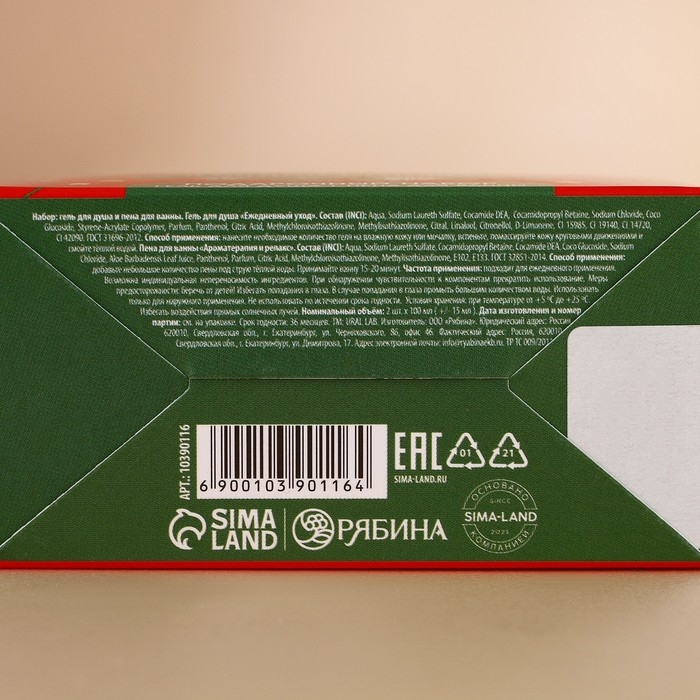 Набор: гель для душа и пена для ванны. Гель для душа «Ежедневный уход». Состав (INCI): Aqua, Sodium Laureth Sulfate, Cocamide DEA, Cocamidopropyl Betaine, Sodium Chloride, Coco
Glucoside, Styrene-Acrylate Copolymer, Parfum, Panthenol, Citric Acid, Methylchloroisothiazolinone, Methylisothiazolinone, Citral, Linalool, Citronellol, D-Limonene, CI 15985, CI 19140, CI 14720,
CI 42090. ГОСТ 31696-2012. Способ применения: нанесите необходимое количество геля на влажную кожу или мочалку, вспеньте, помассируйте кожу круговыми движениями и
смойте тёплой водой. Пена для ванны «Ароматерапия и релакс». Состав (INCI): Aqua, Sodium Laureth Sulfate, Cocamidopropyl Betaine, Cocamide DEA, Coco Glucoside, Sodium
Chloride, Aloe Barbadensis Leaf Juice, Panthenol, Parfum, Citric Acid, Methylchloroisothiazolinone, Methylisothiazolinone, E102, E133. ГОСТ 32851-2014. Способ применения:
добавьте небольшое количество пены под струю тёплой воды. Принимайте ванну 15-20 минут. Частота применения: подходит для ежедневного применения.
Возможна индивидуальная непереносимость ингредиентов. При обнаружении чувствительности к компонентам прекратите использование. Меры
предосторожности: беречь от детей! Избегать попадания в глаза. В случае попадания в глаза промыть большим количеством воды. Использовать
только для наружного применения. Не использовать по истечении срока годности. Условия хранения: при температуре от +5 °C до +25 °C.
Избегать воздействия прямых солнечных лучей. Номинальный объём: 2 шт. x 100 мл ( +/- 15 мл ). Дата изготовления и номер
партии: см. на упаковке. Срок годности: 36 месяцев. TM: URAL LAB. Изготовитель: ООО «Рябина». Юридический адрес: Россия,
620010, Свердловская обл., г. Екатеринбург, ул. Черняховского, 86, офис 46. Фактический адрес: Россия, 620010,
Свердловская обл., г. Екатеринбург, ул. Димитрова, 17. Адрес электронной почты: info@ryabinaekb.ru. ТР ТС 009/201
АРТ.: 10390116
6 900103 901164
EAC
01
21
SIMA-LAND.RU
SIMA
LAND
РЯБИНА
ОСНОВАНО
SINCE
SIMA-LAND
КОМПАНИЕЙ